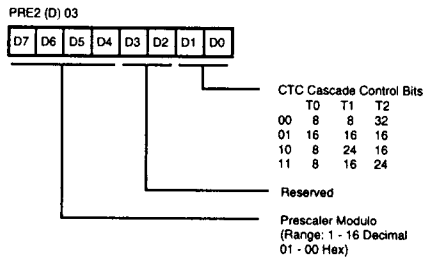 PRE2 (D) 03
D7 D6 D5 D4 D3 D2 D1 D0
CTC Cascade Control Bits
T0 T1 T2
00 8 8 32
01 16 16 16
10 8 24 16
11 8 16 24
Reserved
Prescaler Modulo
(Range: 1 - 16 Decimal
01 - 00 Hex)